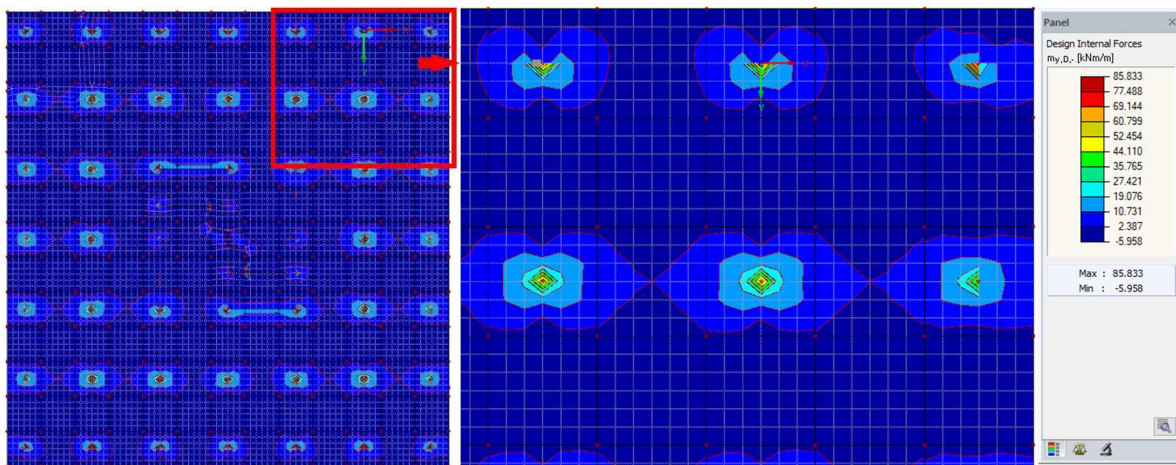 Panel
Design Internal Forces
my,D,- [kNm/m]
85.833
77.488
69.144
60.799
52.454
44.110
35.765
27.421
19.076
10.731
2.387
-5.958
Max : 85.833
Min : -5.958
Y